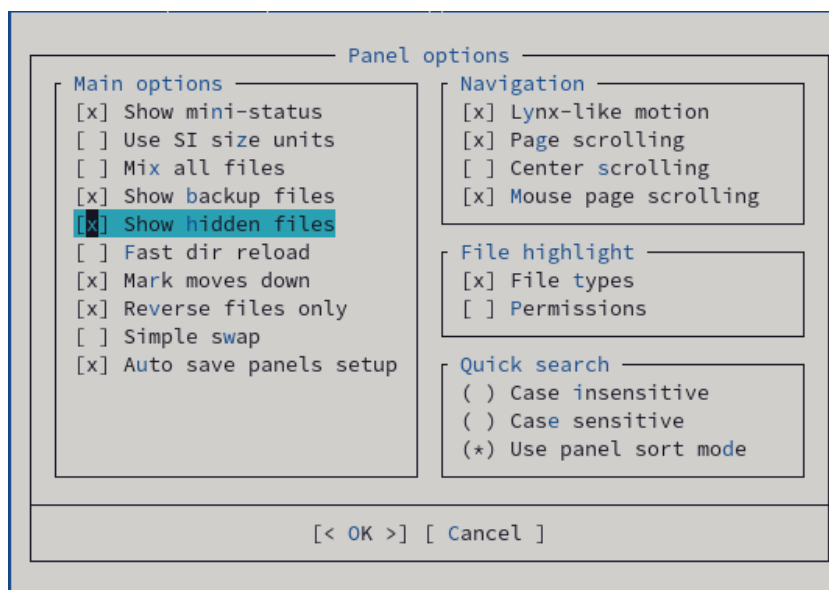 Panel options
Main options
[x] Show mini-status
[ ] Use SI size units
[ ] Mix all files
[x] Show backup files
[x] Show hidden files
[ ] Fast dir reload
[x] Mark moves down
[x] Reverse files only
[ ] Simple swap
[x] Auto save panels setup
Navigation
[x] Lynx-like motion
[x] Page scrolling
[ ] Center scrolling
[x] Mouse page scrolling
File highlight
[x] File types
[ ] Permissions
Quick search
( ) Case insensitive
( ) Case sensitive
(*) Use panel sort mode
[< OK >] [ Cancel ]